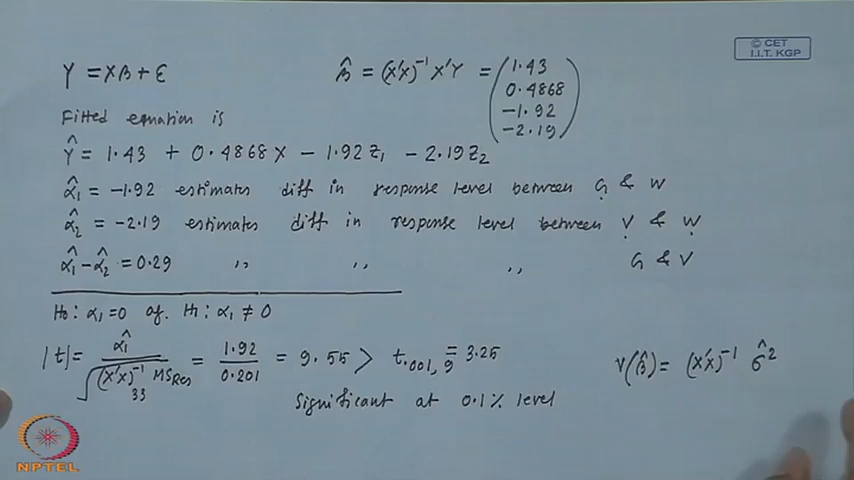 © CET
I.I.T. KGP
Y = Xβ + ε    β̂ = (X'X)⁻¹ X'Y = (1.43
0.4868
-1.92
-2.19)
Fitted equation is
Ŷ = 1.43 + 0.4868 X - 1.92 Z₁ - 2.19 Z₂
α̂₁ = -1.92 estimates diff in response level between G & W
α̂₂ = -2.19 estimates diff in response level between V & W
α̂₁ - α̂₂ = 0.29 ,, ,, ,, G & V
H₀ : α₁ = 0 ag. H₁ : α₁ ≠ 0
|t| = α̂₁ / √((X'X)⁻¹₃₃ MS_Res) = 1.92 / 0.201 = 9.55 > t.₀₀₁, ₉ = 3.25    V(β̂) = (X'X)⁻¹ σ̂²
Significant at 0.1% level
NPTEL